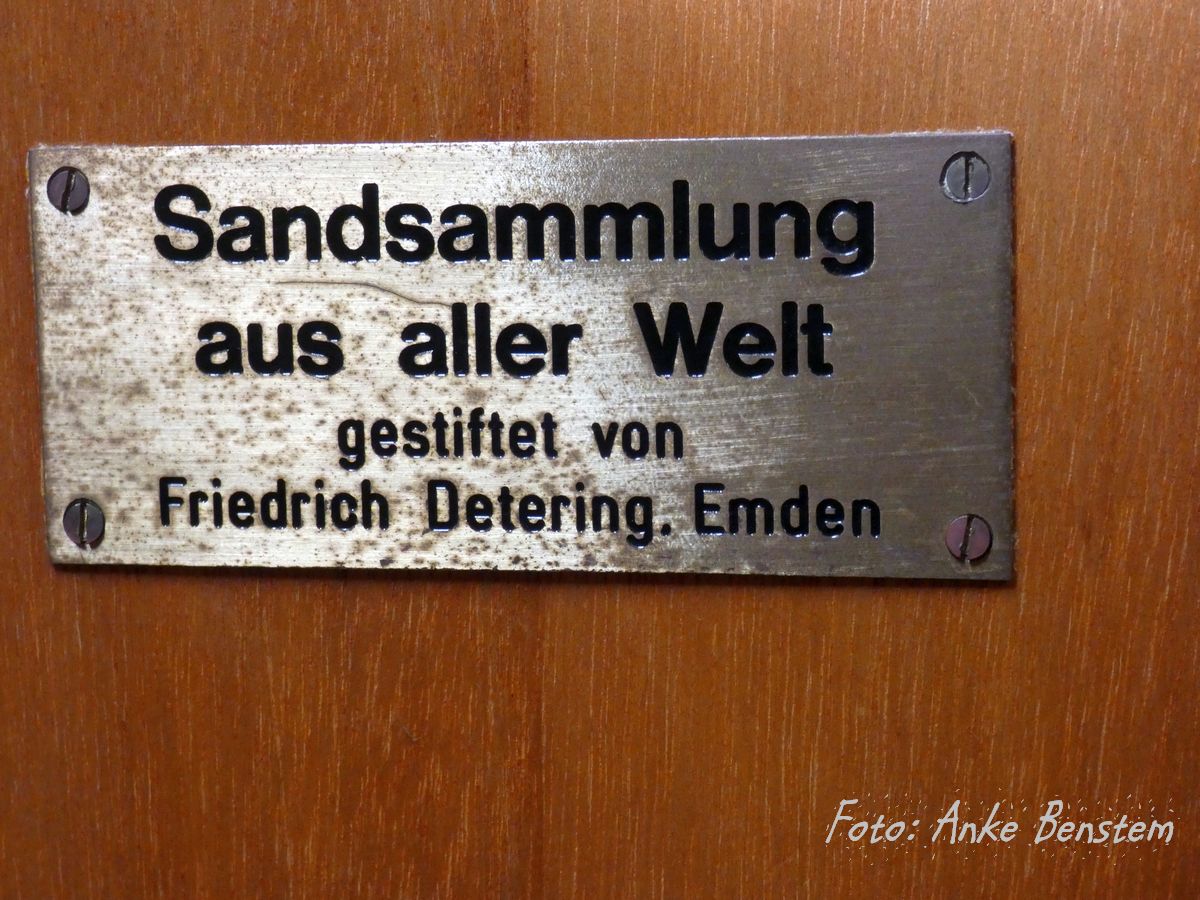 Sandsammlung
aus aller Welt
gestiftet von
Friedrich Detering. Emden
Foto: Anke Benstem